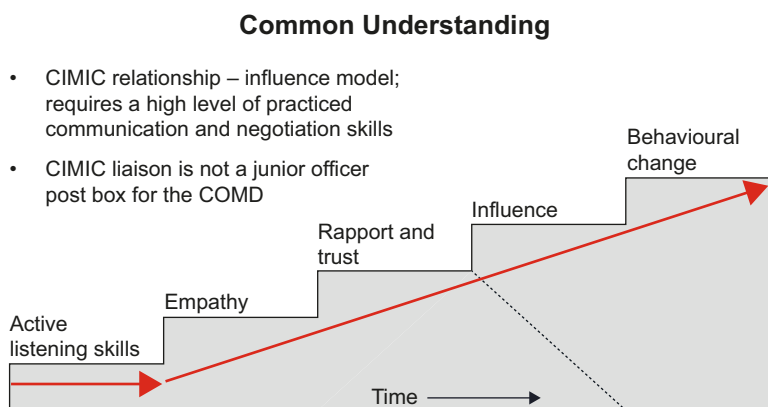 Common Understanding
• CIMIC relationship – influence model;
requires a high level of practiced
communication and negotiation skills
• CIMIC liaison is not a junior officer
post box for the COMD
Behavioural
change
Influence
Rapport and
trust
Empathy
Active
listening skills
Time